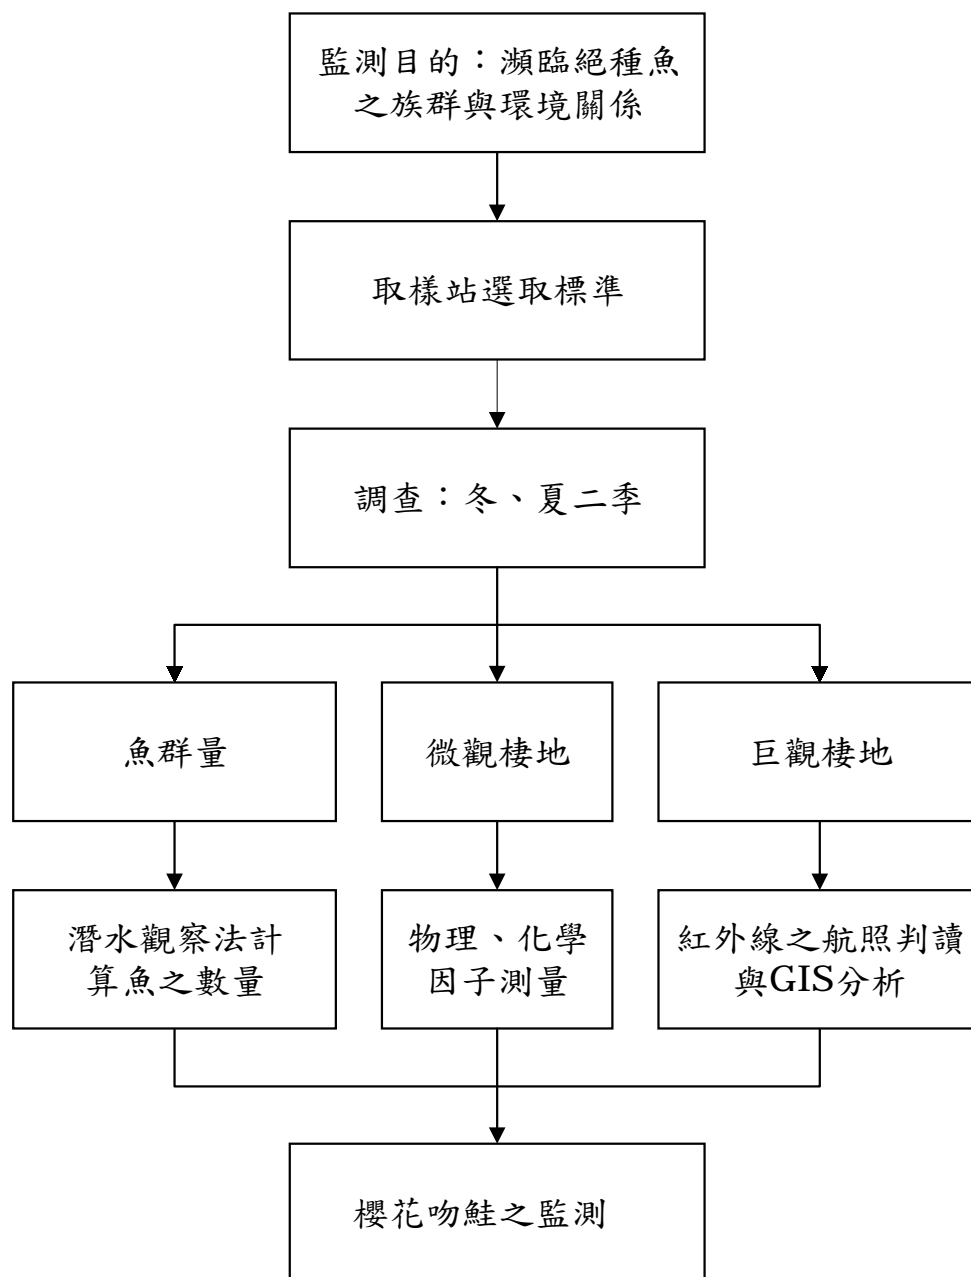 監測目的：瀕臨絕種魚
之族群與環境關係
取樣站選取標準
調查：冬、夏二季
魚群量
微觀棲地
巨觀棲地
潛水觀察法計
算魚之數量
物理、化學
因子測量
紅外線之航照判讀
與GIS分析
櫻花吻鮭之監測